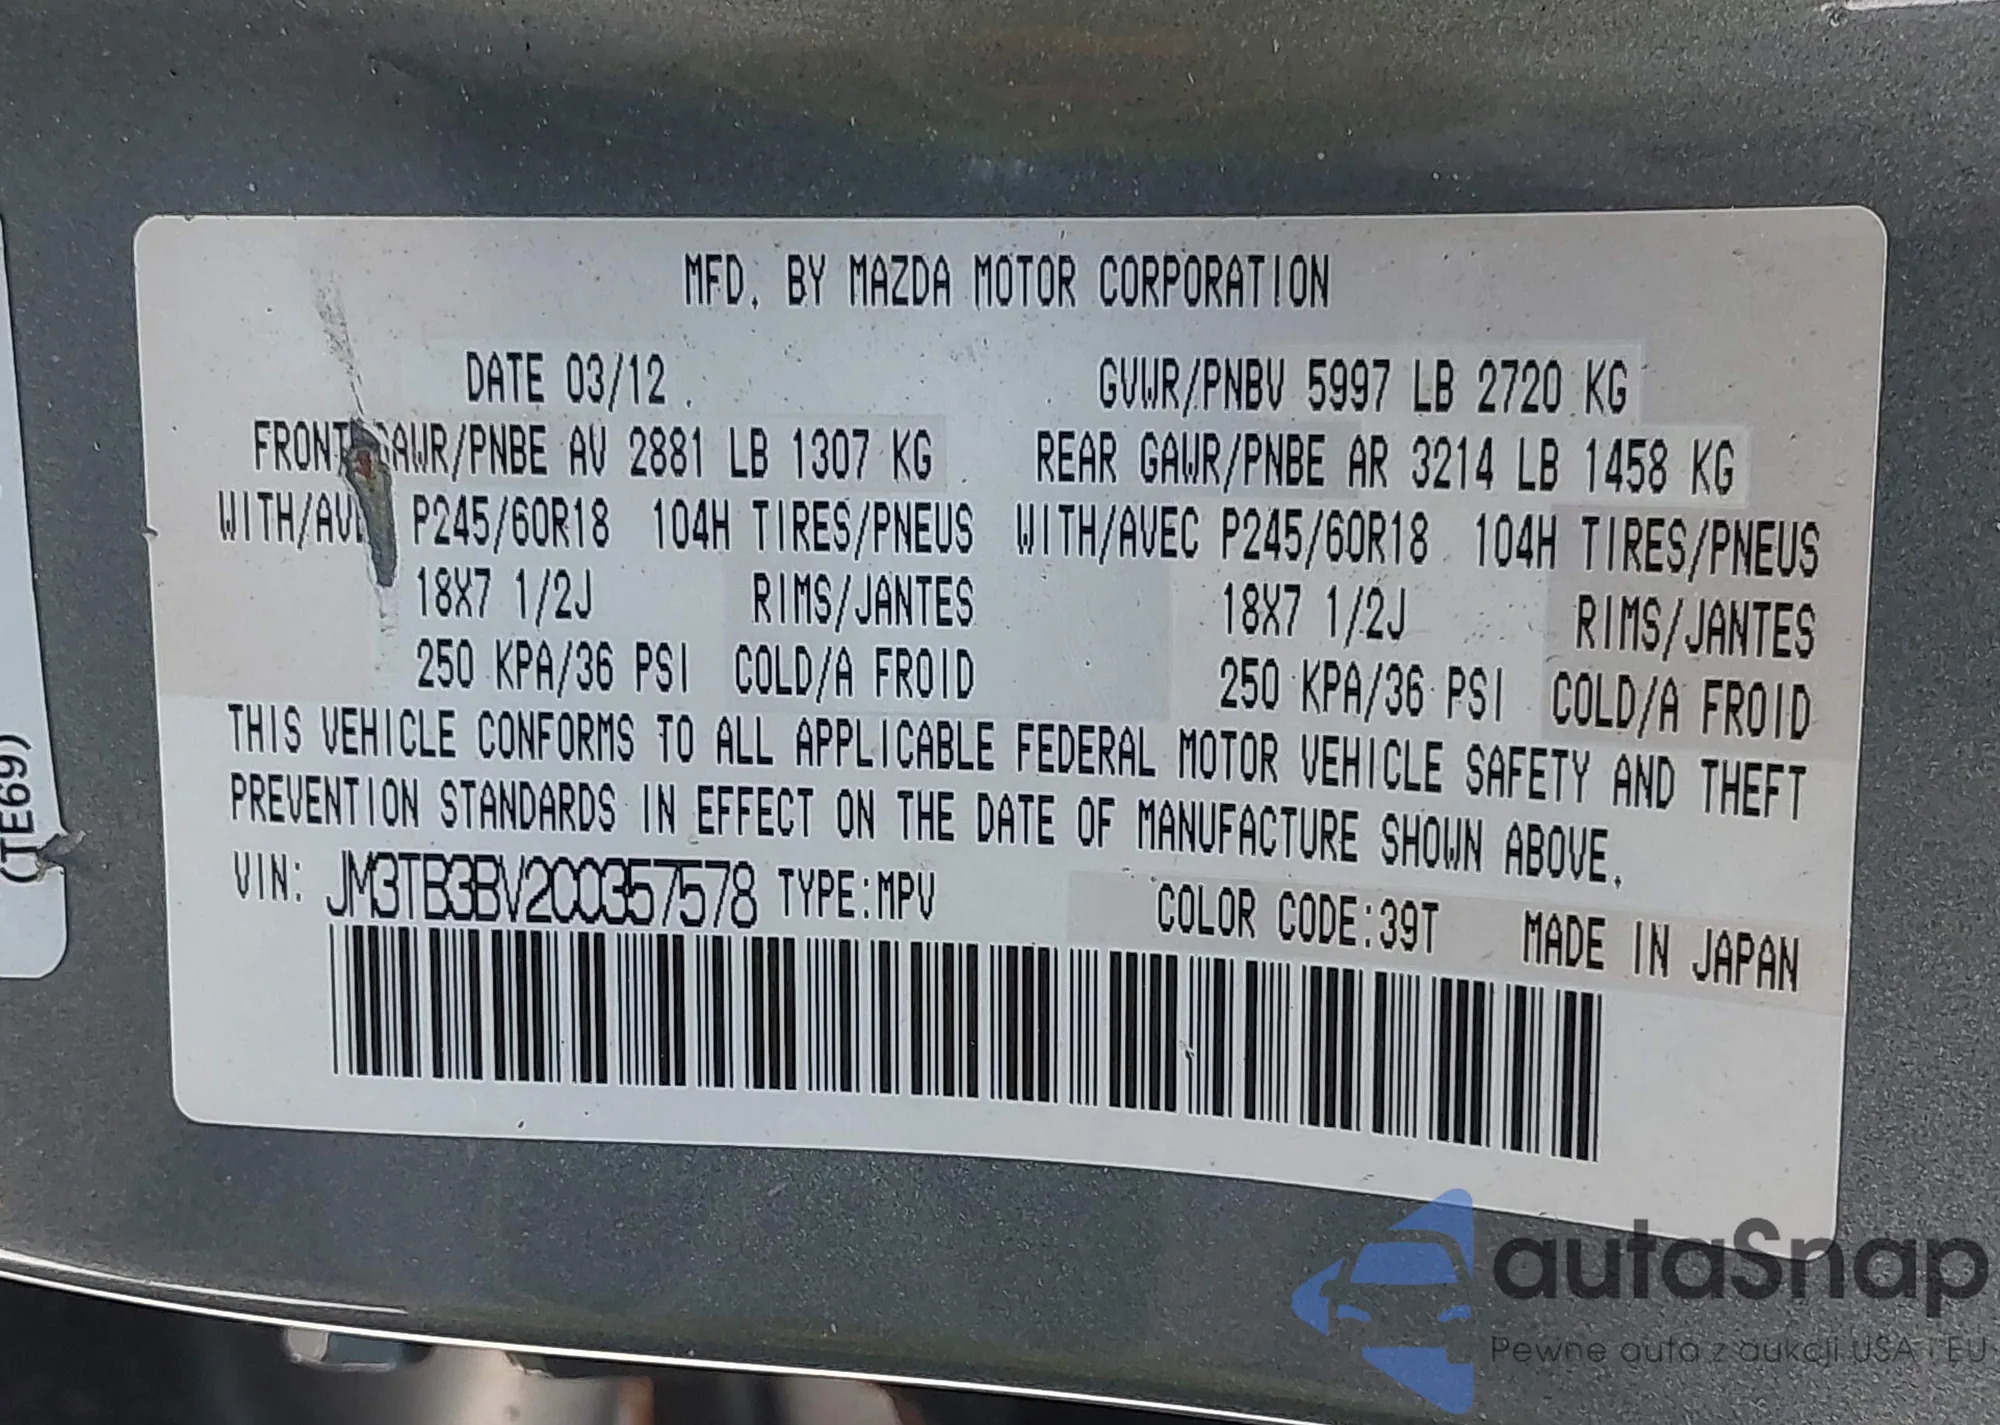 MFD. BY MAZDA MOTOR CORPORATION
DATE 03/12 GVWR/PNBV 5997 LB 2720 KG
FRONT GAWR/PNBE AV 2881 LB 1307 KG REAR GAWR/PNBE AR 3214 LB 1458 KG
WITH/AVEC P245/60R18 104H TIRES/PNEUS WITH/AVEC P245/60R18 104H TIRES/PNEUS
18X7 1/2J RIMS/JANTES 18X7 1/2J RIMS/JANTES
250 KPA/36 PSI COLD/A FROID 250 KPA/36 PSI COLD/A FROID
THIS VEHICLE CONFORMS TO ALL APPLICABLE FEDERAL MOTOR VEHICLE SAFETY AND THEFT
PREVENTION STANDARDS IN EFFECT ON THE DATE OF MANUFACTURE SHOWN ABOVE.
VIN: JM3TB3BV2C0357578 TYPE:MPV COLOR CODE:39T MADE IN JAPAN
(TE69)
autaSnap
Pewne auta z aukcji USA i EU